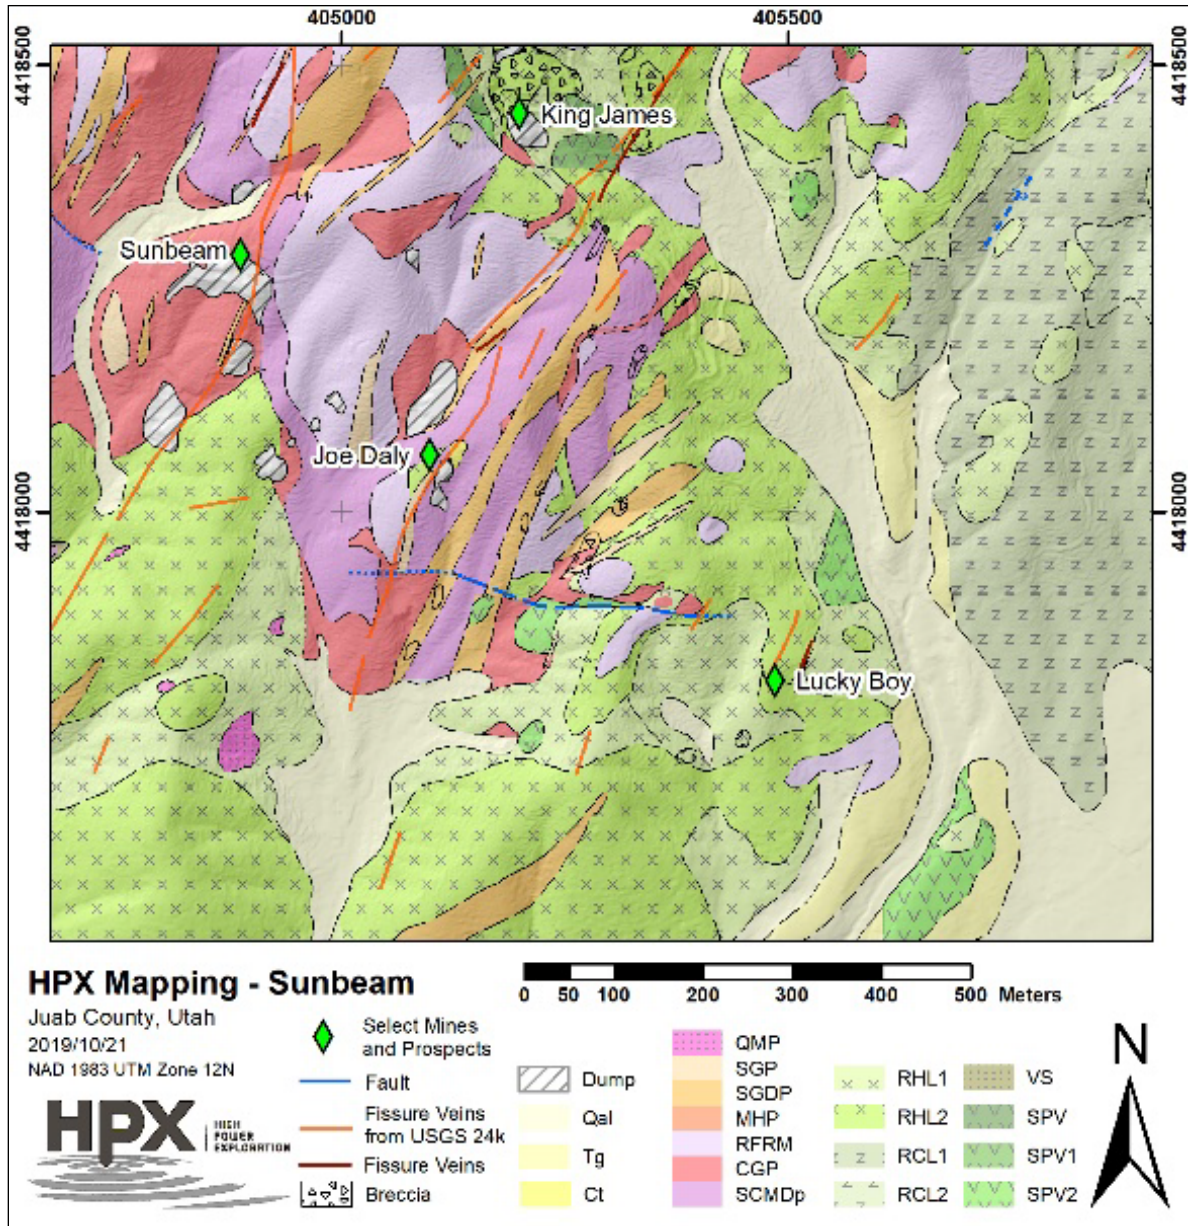 405000
405500
4418500
4418500
King James
Sunbeam
Joe Daly
4418000
4418000
Lucky Boy
HPX Mapping - Sunbeam
Juab County, Utah
2019/10/21
NAD 1983 UTM Zone 12N
HPX
HIGH
POWER
EXPLORATION
Select Mines
and Prospects
Fault
Fissure Veins
from USGS 24k
Fissure Veins
Breccia
0 50 100 200 300 400 500 Meters
Dump
Qal
Tg
Ct
QMP
SGP
SGDP
MHP
RFRM
CGP
SCMDp
RHL1
RHL2
RCL1
RCL2
VS
SPV
SPV1
SPV2
N